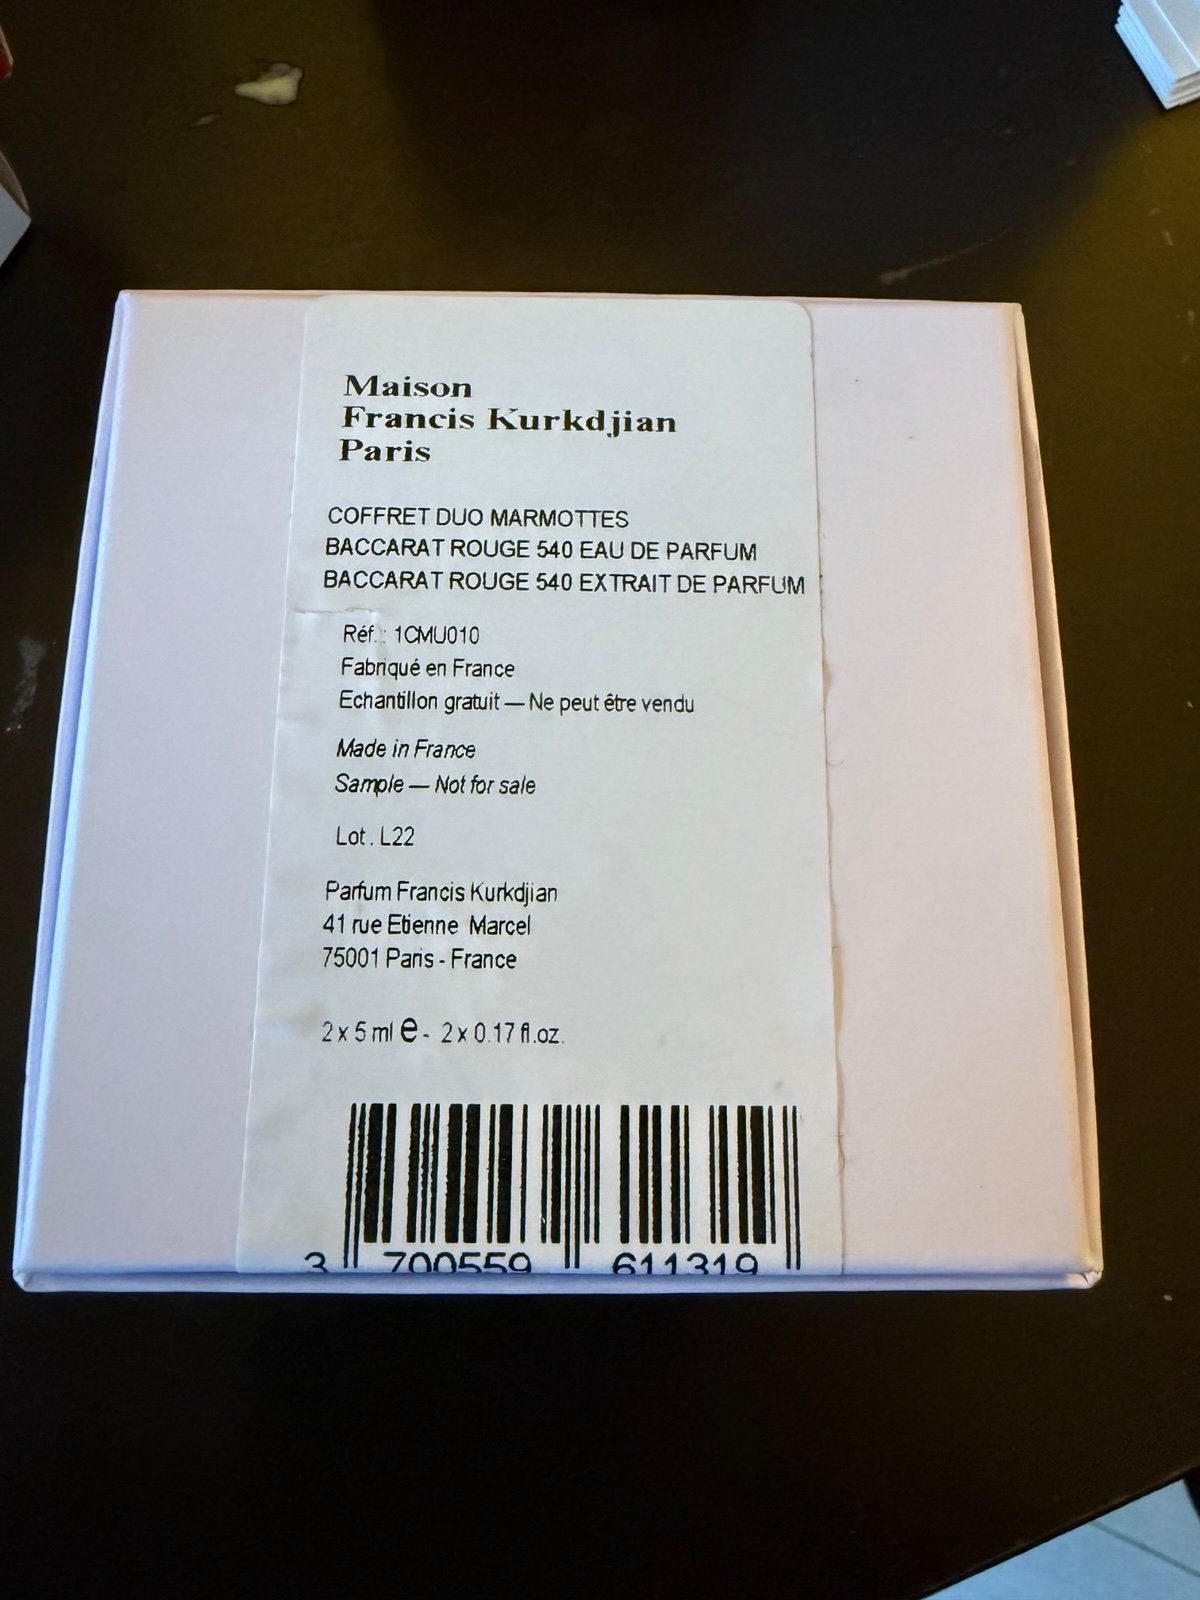 Maison
Francis Kurkdjian
Paris
COFFRET DUO MARMOTTES
BACCARAT ROUGE 540 EAU DE PARFUM
BACCARAT ROUGE 540 EXTRAIT DE PARFUM
Réf.: 1CMU010
Fabriqué en France
Echantillon gratuit — Ne peut être vendu
Made in France
Sample — Not for sale
Lot. L22
Parfum Francis Kurkdjian
41 rue Etienne Marcel
75001 Paris - France
2 x 5 ml e - 2 x 0.17 fl.oz.
3 700559 611319